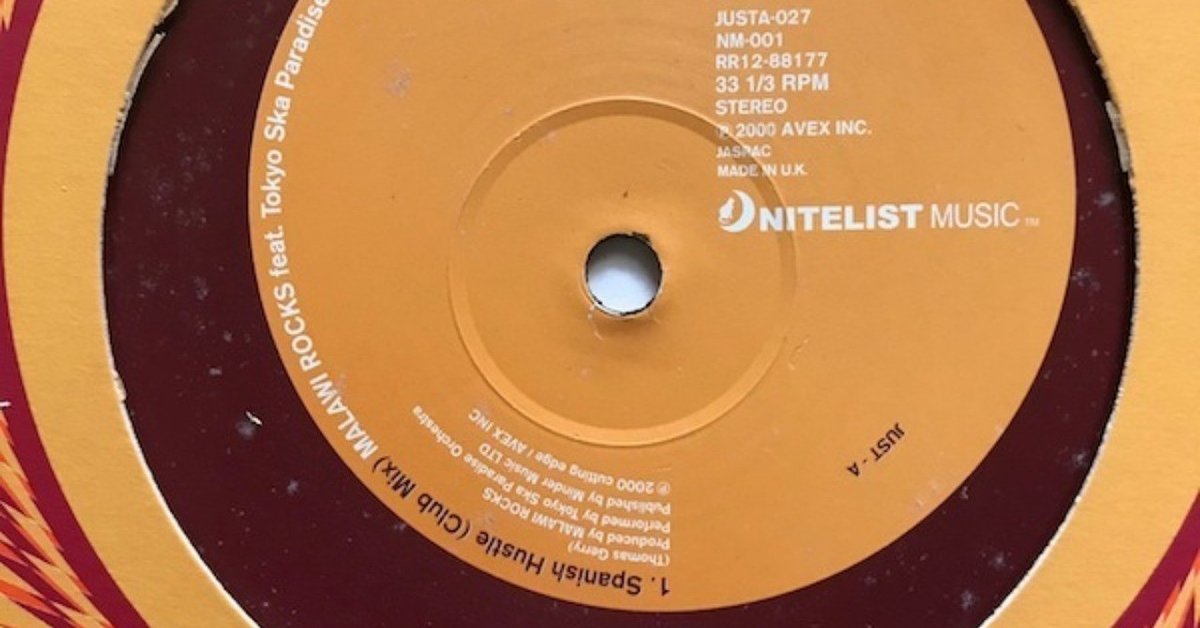 JUSTA-027
NM-001
RR12-88177
33 1/3 RPM
STEREO
℗ 2000 AVEX INC.
JASRAC
MADE IN U.K.
NITELIST MUSIC TM
1. Spanish Hustle (Club Mix) MALAWI ROCKS feat. Tokyo Ska Paradise
(Thomas Gerry)
Produced by MALAWI ROCKS
Performed by Tokyo Ska Paradise Orchestra
Published by Minder Music LTD
℗ 2000 cutting edge / AVEX INC
JUST - A